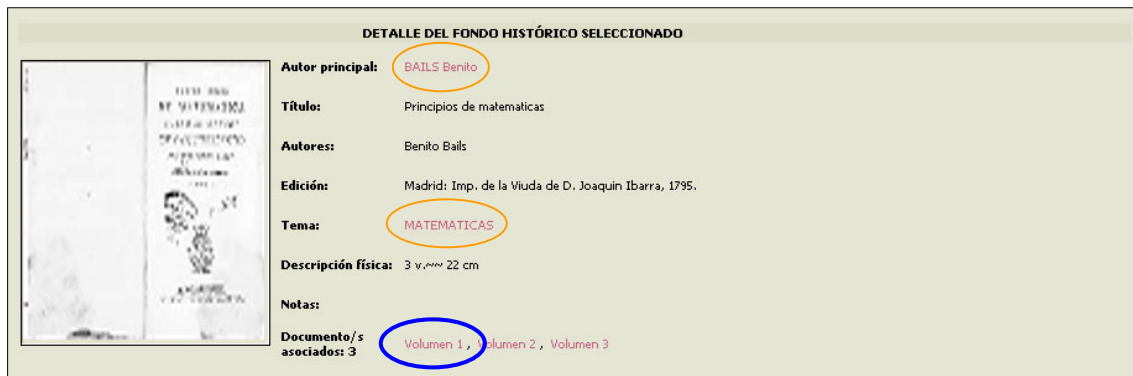 DETALLE DEL FONDO HISTÓRICO SELECCIONADO
Autor principal: BAILS Benito
Título: Principios de matematicas
Autores: Benito Bails
Edición: Madrid: Imp. de la Viuda de D. Joaquin Ibarra, 1795.
Tema: MATEMATICAS
Descripción física: 3 v.~~ 22 cm
Notas:
Documento/s
asociados: 3 Volumen 1 , Volumen 2 , Volumen 3